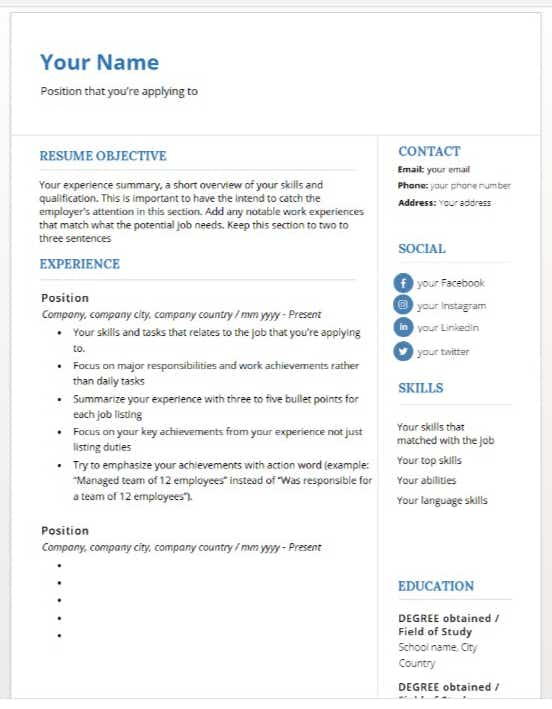 Your Name
Position that you're applying to
RESUME OBJECTIVE
Your experience summary, a short overview of your skills and
qualification. This is important to have the intend to catch the
employer's attention in this section. Add any notable work experiences
that match what the potential job needs. Keep this section to two to
three sentences
EXPERIENCE
Position
Company, company city, company country / mm yyyy - Present
• Your skills and tasks that relates to the job that you're applying
to.
• Focus on major responsibilities and work achievements rather
than daily tasks
• Summarize your experience with three to five bullet points for
each job listing
• Focus on your key achievements from your experience not just
listing duties
• Try to emphasize your achievements with action word (example:
"Managed team of 12 employees" instead of "Was responsible for
a team of 12 employees").
Position
Company, company city, company country / mm yyyy - Present
CONTACT
Email: your email
Phone: your phone number
Address: Your address
SOCIAL
your Facebook
your Instagram
in your LinkedIn
your twitter
SKILLS
Your skills that
matched with the job
Your top skills
Your abilities
Your language skills
EDUCATION
DEGREE obtained /
Field of Study
School name, City
Country
DEGREE obtained /